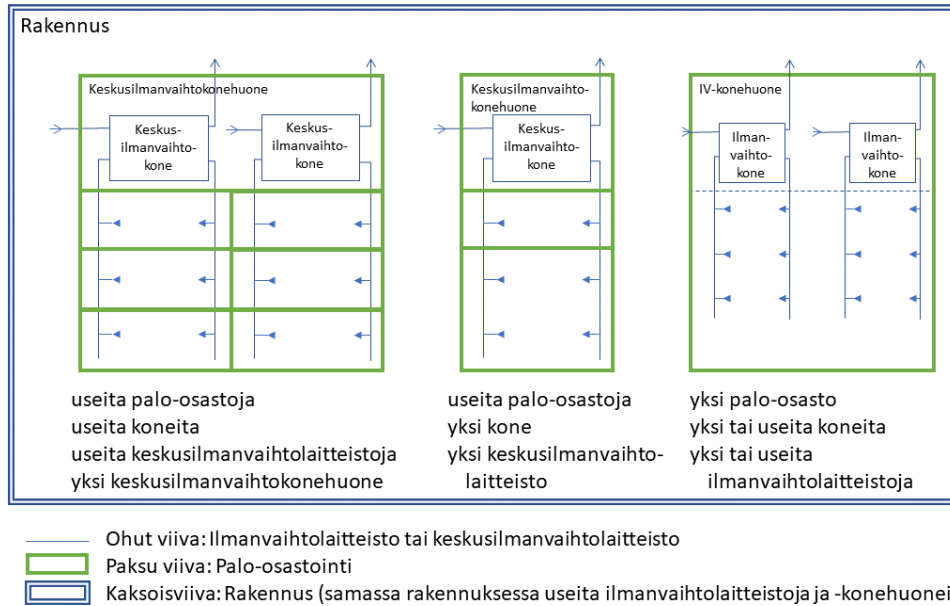 Rakennus
Keskusilmanvaihtokonehuone
Keskus-
ilmanvaihto-
kone
Keskus-
ilmanvaihto-
kone
Keskusilmanvaihto-
konehuone
Keskus-
ilmanvaihto-
kone
IV-konehuone
Ilman-
vaihto-
kone
Ilman-
vaihto-
kone
useita palo-osastoja
useita koneita
useita keskusilmanvaihtolaitteistoja
yksi keskusilmanvaihtokonehuone
useita palo-osastoja
yksi kone
yksi keskusilmanvaihto-
laitteisto
yksi palo-osasto
yksi tai useita koneita
yksi tai useita
ilmanvaihtolaitteistoja
Ohut viiva: Ilmanvaihtolaitteisto tai keskusilmanvaihtolaitteisto
Paksu viiva: Palo-osastointi
Kaksoisviiva: Rakennus (samassa rakennuksessa useita ilmanvaihtolaitteistoja ja